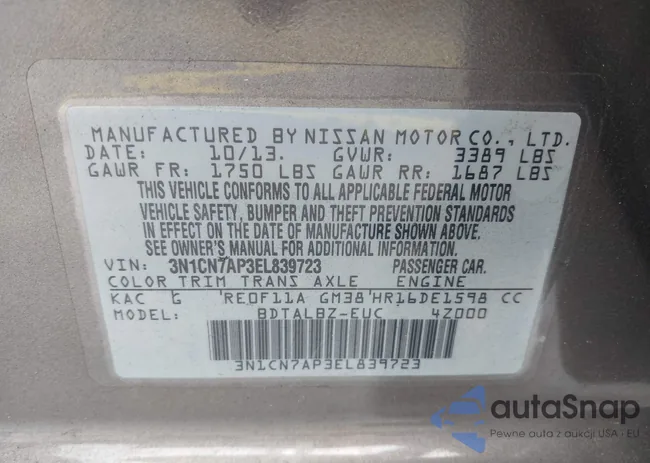 MANUFACTURED BY NISSAN MOTOR CO., LTD.
DATE: 10/13. GVWR: 3389 LBS
GAWR FR: 1750 LBS GAWR RR: 1687 LBS
THIS VEHICLE CONFORMS TO ALL APPLICABLE FEDERAL MOTOR
VEHICLE SAFETY, BUMPER AND THEFT PREVENTION STANDARDS
IN EFFECT ON THE DATE OF MANUFACTURE SHOWN ABOVE.
SEE OWNER'S MANUAL FOR ADDITIONAL INFORMATION.
VIN: 3N1CN7AP3EL839723 PASSENGER CAR.
COLOR TRIM TRANS AXLE ENGINE
KAC G RE0F11A GM38 HR16DE1598 CC
MODEL: BDTALBZ-EUC 4Z000
3N1CN7AP3EL839723
autaSnap
Pewne auta z aukcji USA - EU